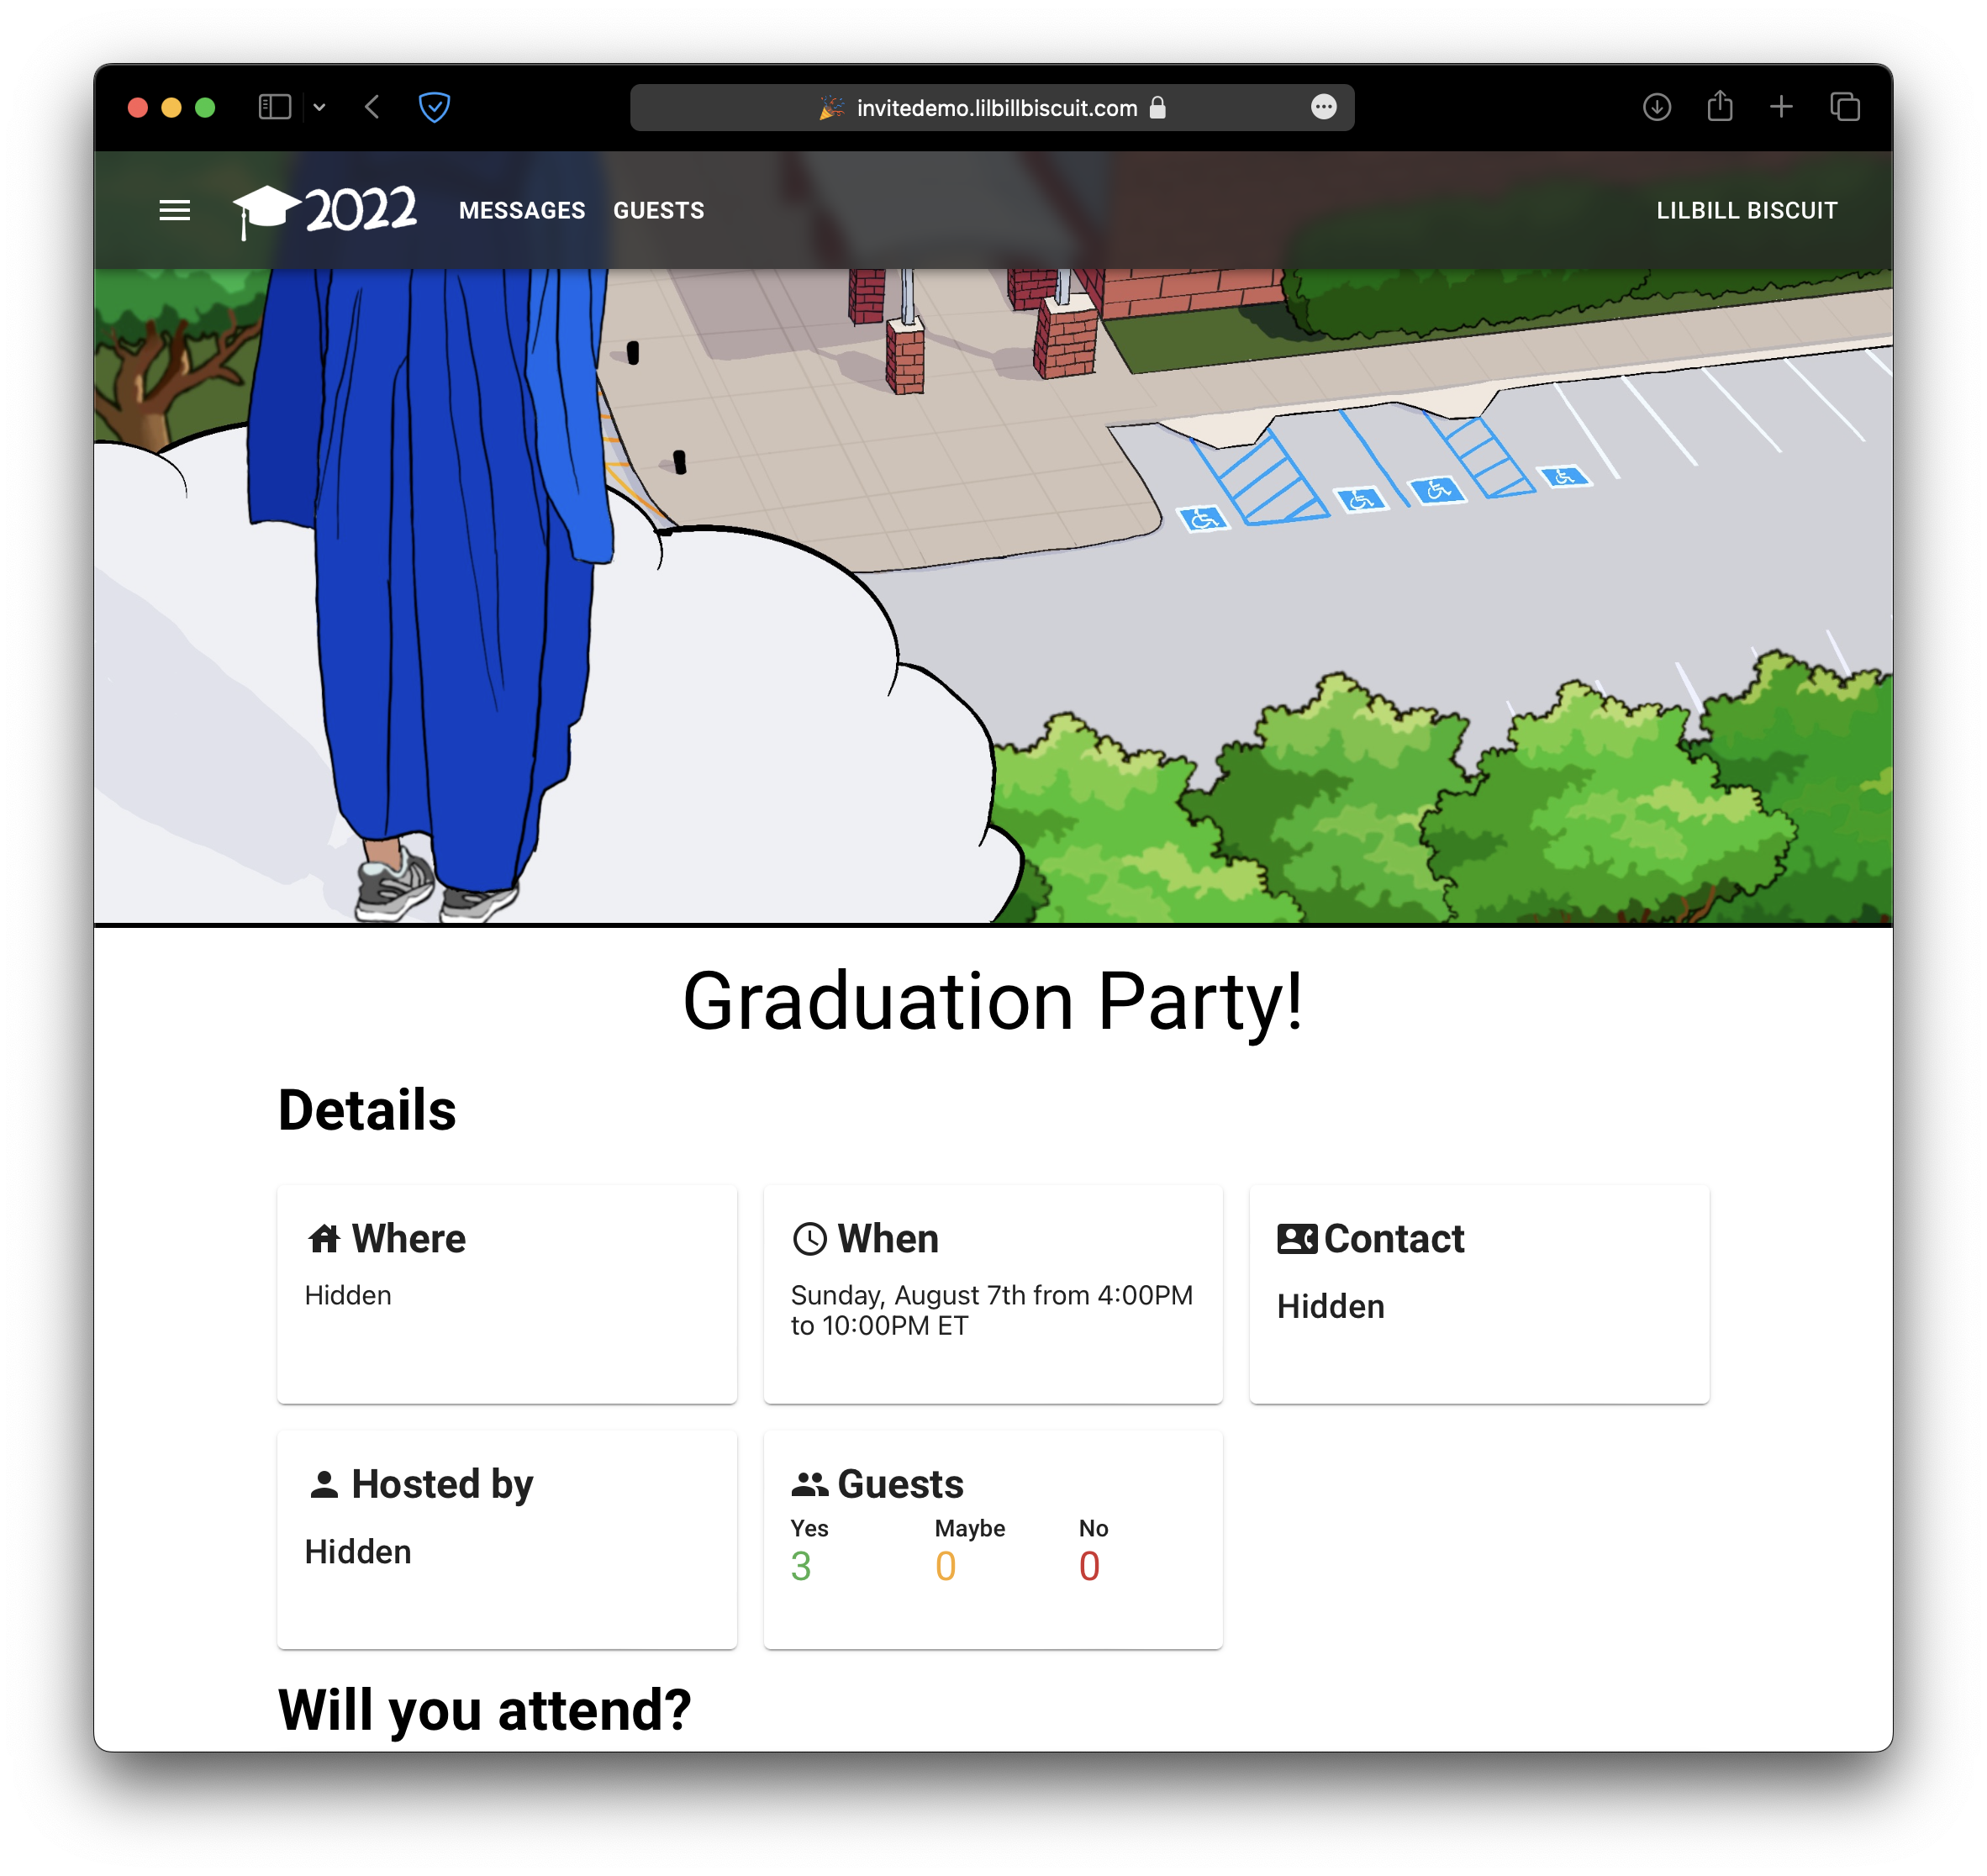 invitedemo.lilbillbiscuit.com
2022 MESSAGES GUESTS LILBILL BISCUIT
Graduation Party!
Details
Where
Hidden
When
Sunday, August 7th from 4:00PM
to 10:00PM ET
Contact
Hidden
Hosted by
Hidden
Guests
Yes Maybe No
3 0 0
Will you attend?